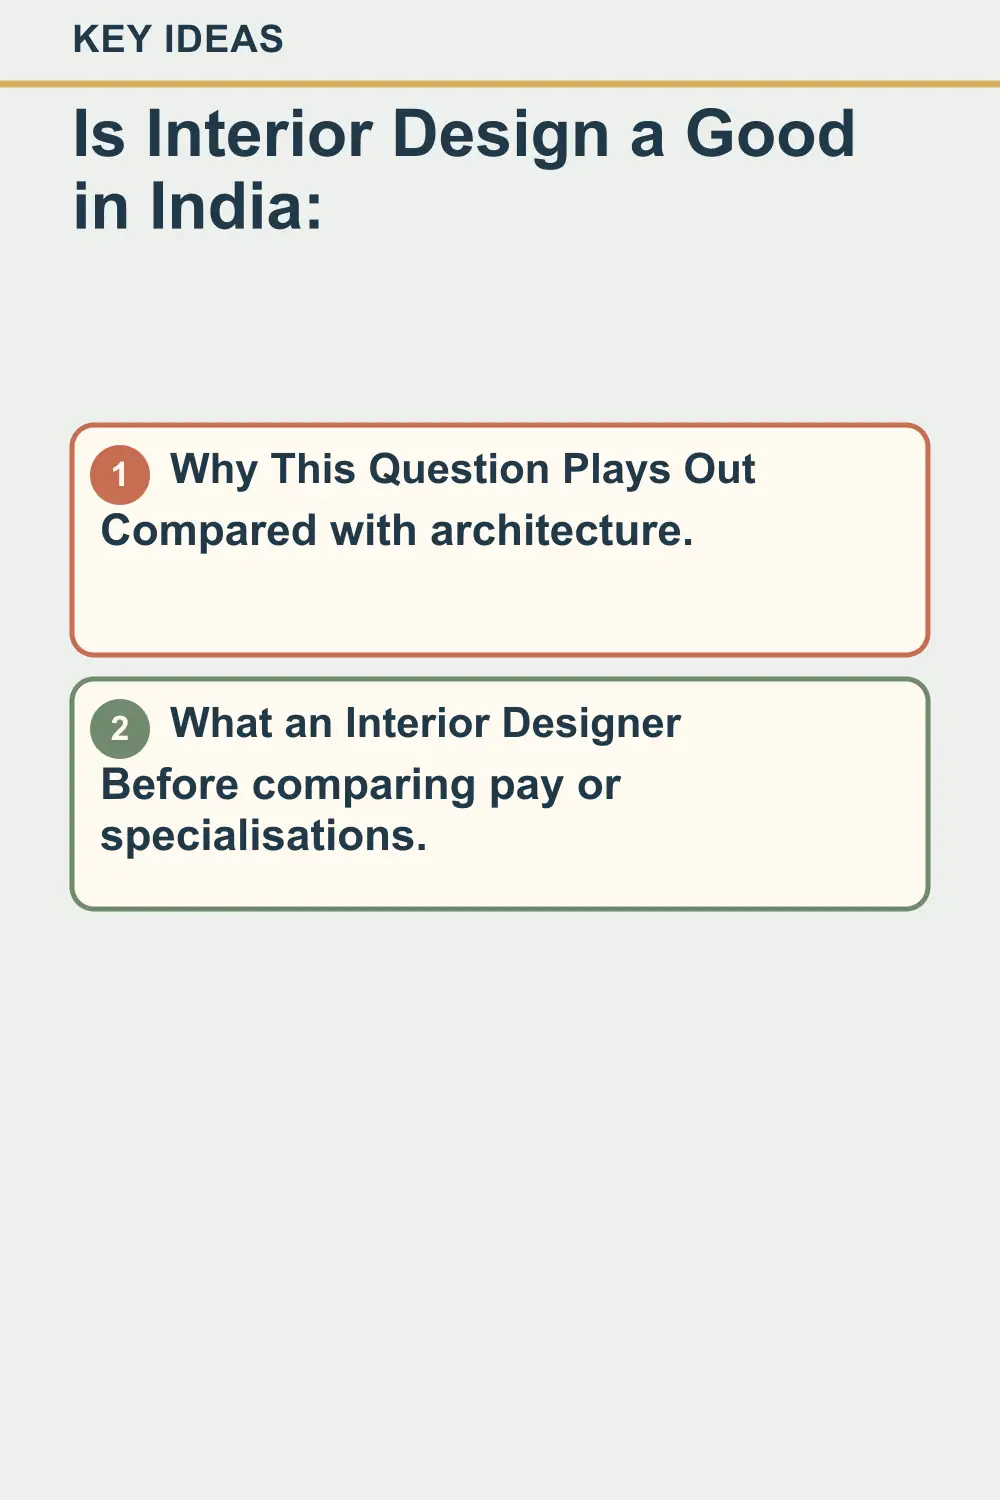 KEY IDEAS
Is Interior Design a Good
in India:
1 Why This Question Plays Out
Compared with architecture.
2 What an Interior Designer
Before comparing pay or
specialisations.